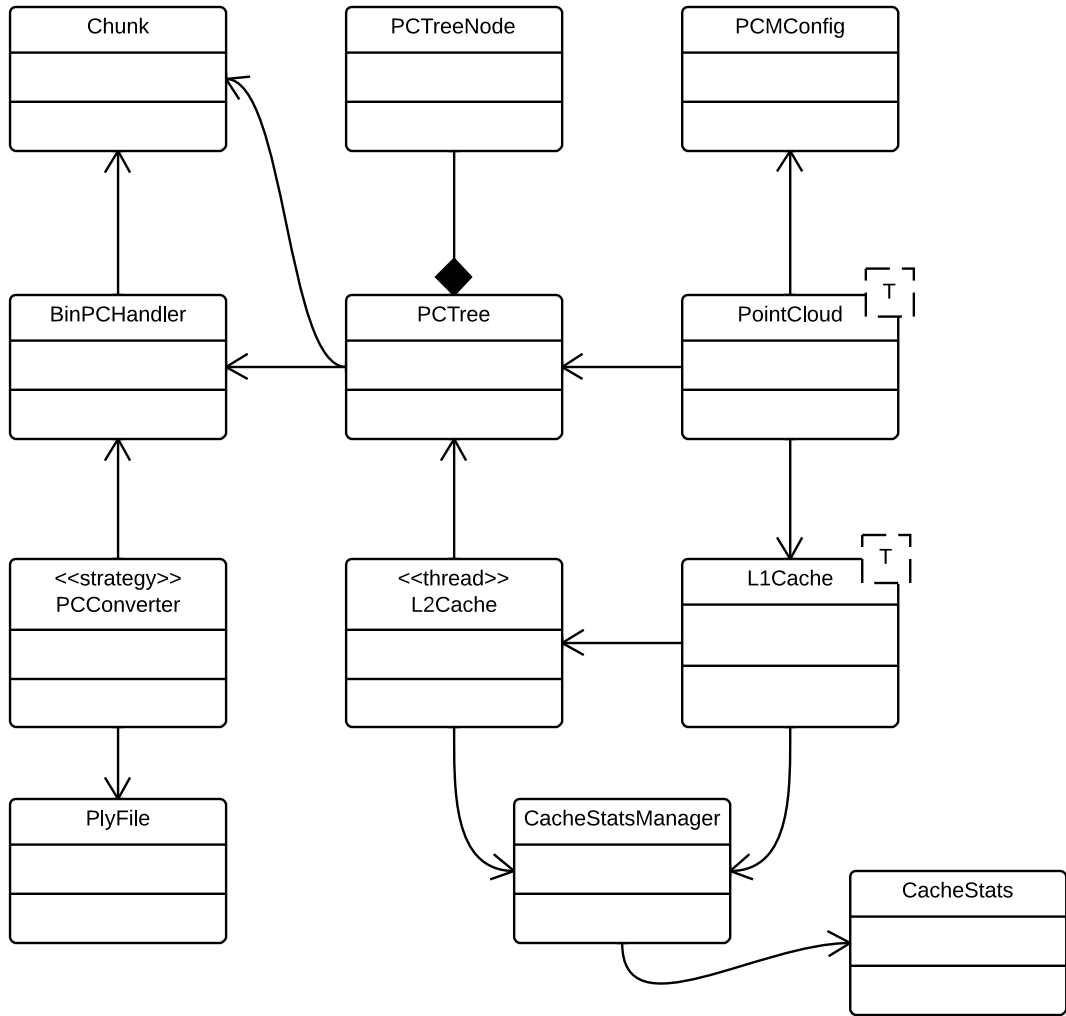 Chunk
PCTreeNode
PCMConfig
T
BinPCHandler
PCTree
PointCloud
T
<<strategy>>
PCConverter
<<thread>>
L2Cache
L1Cache
PlyFile
CacheStatsManager
CacheStats